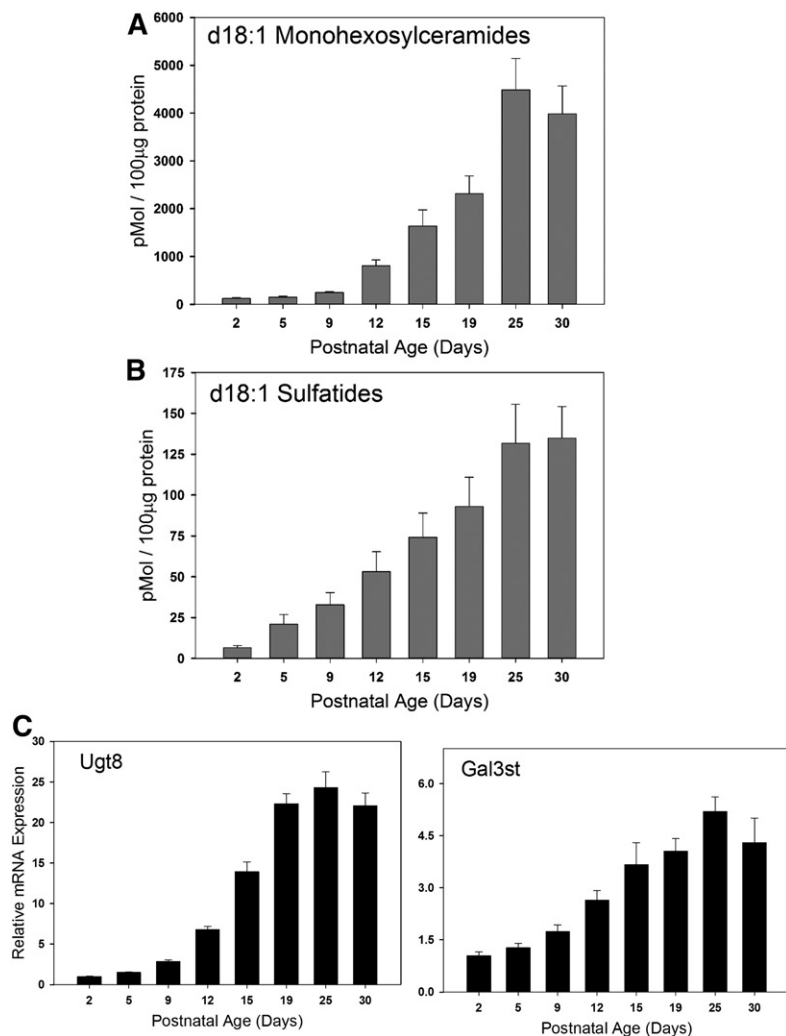 A
d18:1 Monohexosylceramides
pMol / 100µg protein
6000
5000
4000
3000
2000
1000
0
2 5 9 12 15 19 25 30
Postnatal Age (Days)
B
d18:1 Sulfatides
pMol / 100µg protein
175
150
125
100
75
50
25
0
2 5 9 12 15 19 25 30
Postnatal Age (Days)
C
Ugt8
Relative mRNA Expression
30
25
20
15
10
5
0
2 5 9 12 15 19 25 30
Postnatal Age (Days)
Gal3st
6.0
4.5
3.0
1.5
0.0
2 5 9 12 15 19 25 30
Postnatal Age (Days)